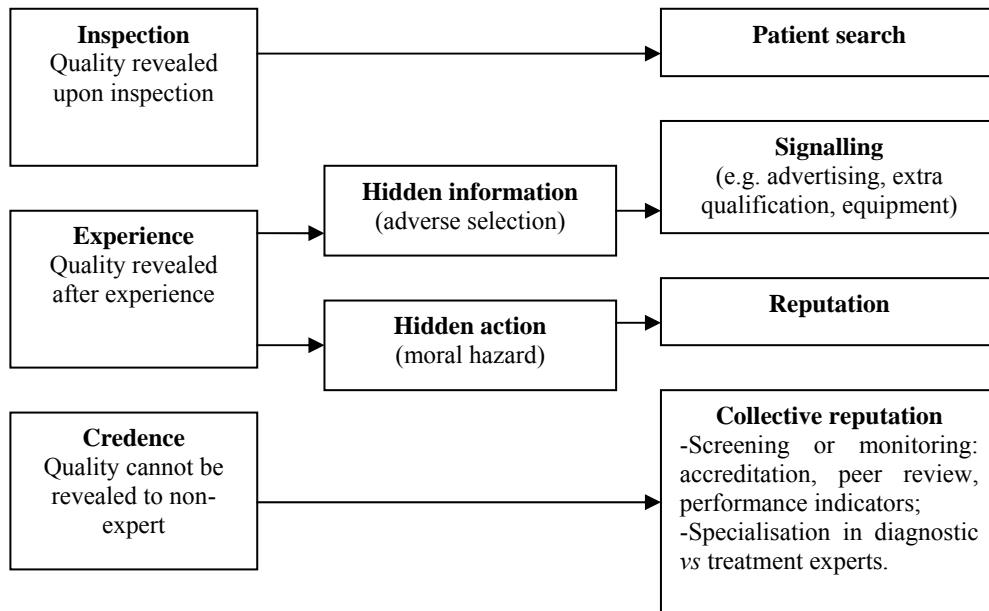 Inspection
Quality revealed
upon inspection
Patient search
Signalling
(e.g. advertising, extra
qualification, equipment)
Hidden information
(adverse selection)
Experience
Quality revealed
after experience
Hidden action
(moral hazard)
Reputation
Credence
Quality cannot be
revealed to non-
expert
Collective reputation
-Screening or monitoring:
accreditation, peer review,
performance indicators;
-Specialisation in diagnostic
vs treatment experts.